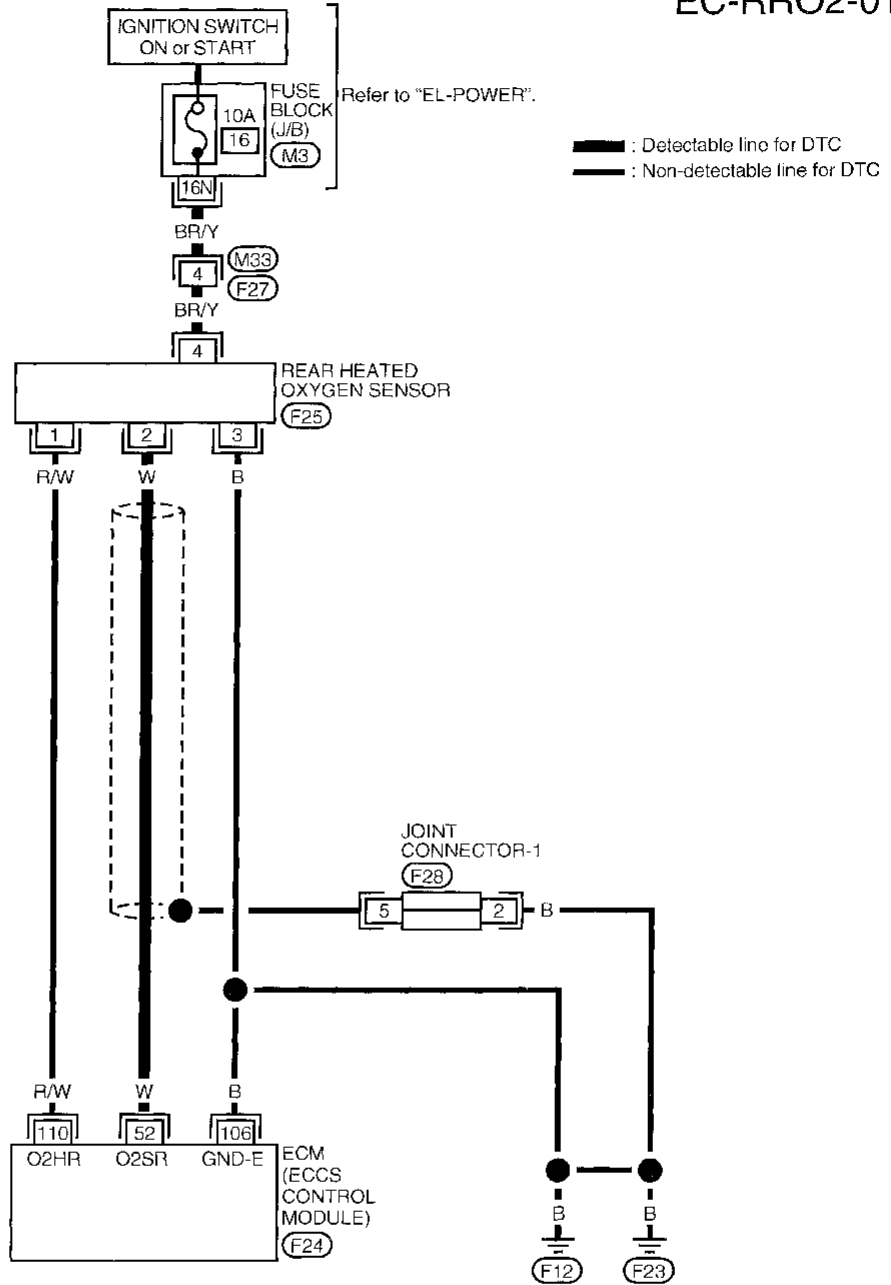 EC-RRO2-01
IGNITION SWITCH
ON or START
FUSE
BLOCK
(J/B)
10A
16
M3
Refer to "EL-POWER".
16N
: Detectable line for DTC
: Non-detectable line for DTC
BR/Y
4
M33
F27
BR/Y
4
REAR HEATED
OXYGEN SENSOR
F25
1 2 3
R/W W B
JOINT
CONNECTOR-1
F28
5 2 B
R/W W B
110 52 106
O2HR O2SR GND-E
ECM
(ECCS
CONTROL
MODULE)
F24
B B
F12 F23